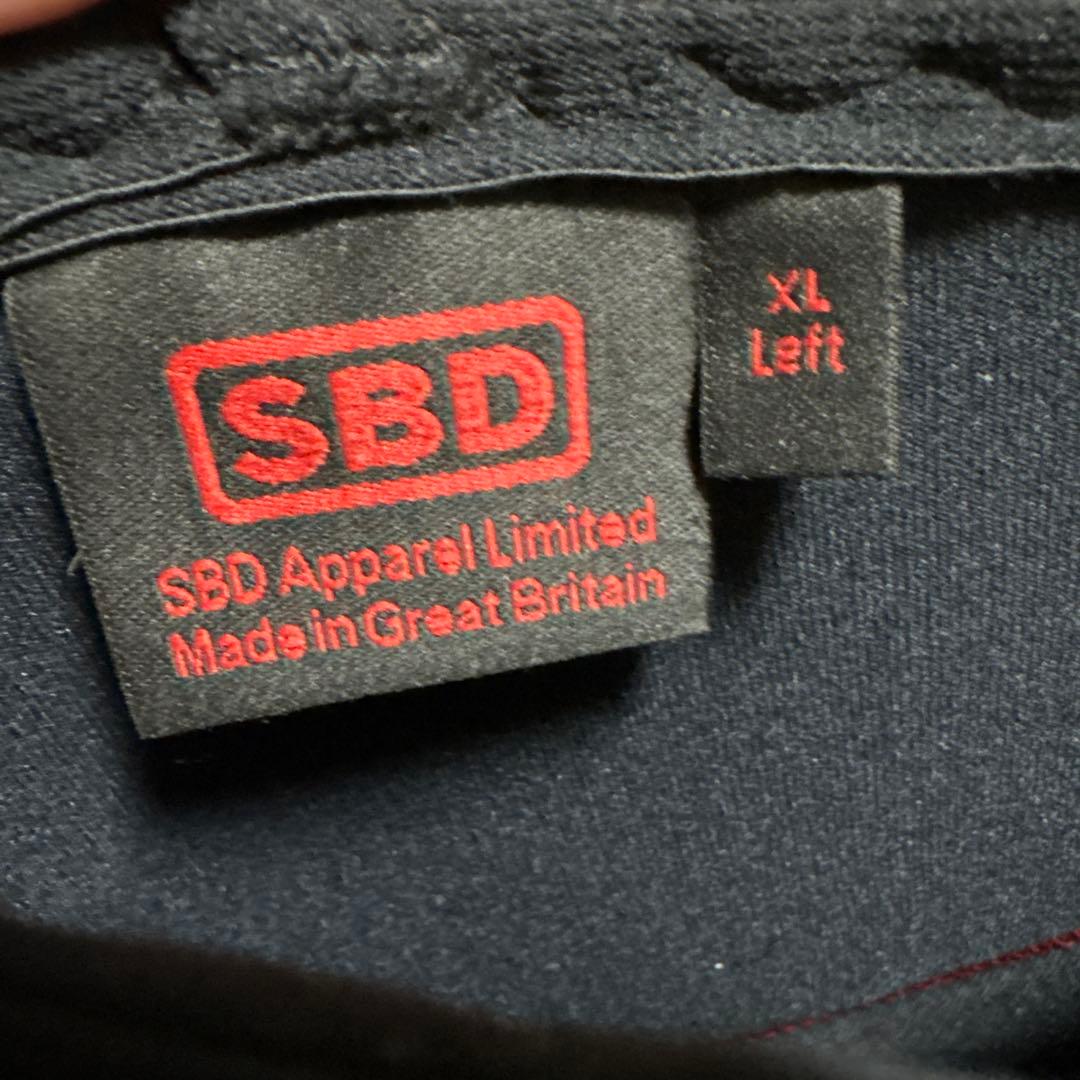 SBD
SBD Apparel Limited
Made in Great Britain
XL
Left